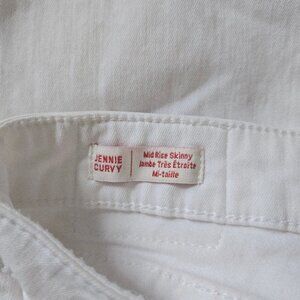 JENNIE
CURVY
Mid Rise Skinny
Jambe Très Étroite
Mi-taille